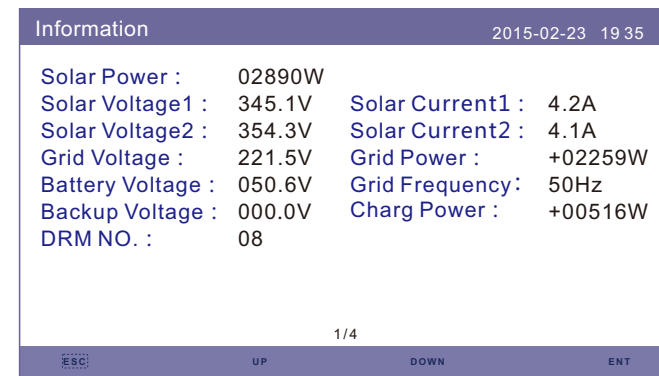 Information 2015-02-23 19 35
Solar Power : 02890W
Solar Voltage1 : 345.1V Solar Current1 : 4.2A
Solar Voltage2 : 354.3V Solar Current2 : 4.1A
Grid Voltage : 221.5V Grid Power : +02259W
Battery Voltage : 050.6V Grid Frequency: 50Hz
Backup Voltage : 000.0V Charg Power : +00516W
DRM NO. : 08
1/4
ESC UP DOWN ENT